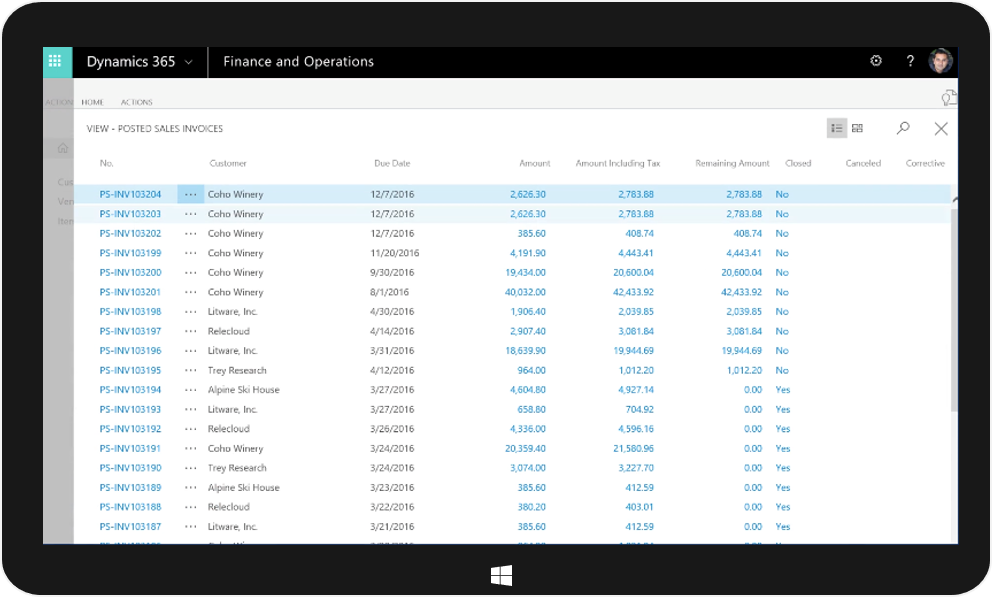 Dynamics 365 Finance and Operations ?
HOME ACTIONS
VIEW - POSTED SALES INVOICES
No. Customer Due Date Amount Amount Including Tax Remaining Amount Closed Canceled Corrective
PS-INV103204 ... Coho Winery 12/7/2016 2,626.30 2,783.88 2,783.88 No
PS-INV103203 ... Coho Winery 12/7/2016 2,626.30 2,783.88 2,783.88 No
PS-INV103202 ... Coho Winery 12/7/2016 385.60 408.74 408.74 No
PS-INV103199 ... Coho Winery 11/20/2016 4,191.90 4,443.41 4,443.41 No
PS-INV103200 ... Coho Winery 9/30/2016 19,434.00 20,600.04 20,600.04 No
PS-INV103201 ... Coho Winery 8/1/2016 40,032.00 42,433.92 42,433.92 No
PS-INV103198 ... Litware, Inc. 4/30/2016 1,906.40 2,039.85 2,039.85 No
PS-INV103197 ... Relecloud 4/14/2016 2,907.40 3,081.84 3,081.84 No
PS-INV103196 ... Litware, Inc. 3/31/2016 18,639.90 19,944.69 19,944.69 No
PS-INV103195 ... Trey Research 4/12/2016 964.00 1,012.20 1,012.20 No
PS-INV103194 ... Alpine Ski House 3/27/2016 4,604.80 4,927.14 0.00 Yes
PS-INV103193 ... Litware, Inc. 3/27/2016 658.80 704.92 0.00 Yes
PS-INV103192 ... Relecloud 3/26/2016 4,336.00 4,596.16 0.00 Yes
PS-INV103191 ... Coho Winery 3/24/2016 20,359.40 21,580.96 0.00 Yes
PS-INV103190 ... Trey Research 3/24/2016 3,074.00 3,227.70 0.00 Yes
PS-INV103189 ... Alpine Ski House 3/23/2016 385.60 412.59 0.00 Yes
PS-INV103188 ... Relecloud 3/22/2016 380.20 403.01 0.00 Yes
PS-INV103187 ... Litware, Inc. 3/21/2016 385.60 412.59 0.00 Yes